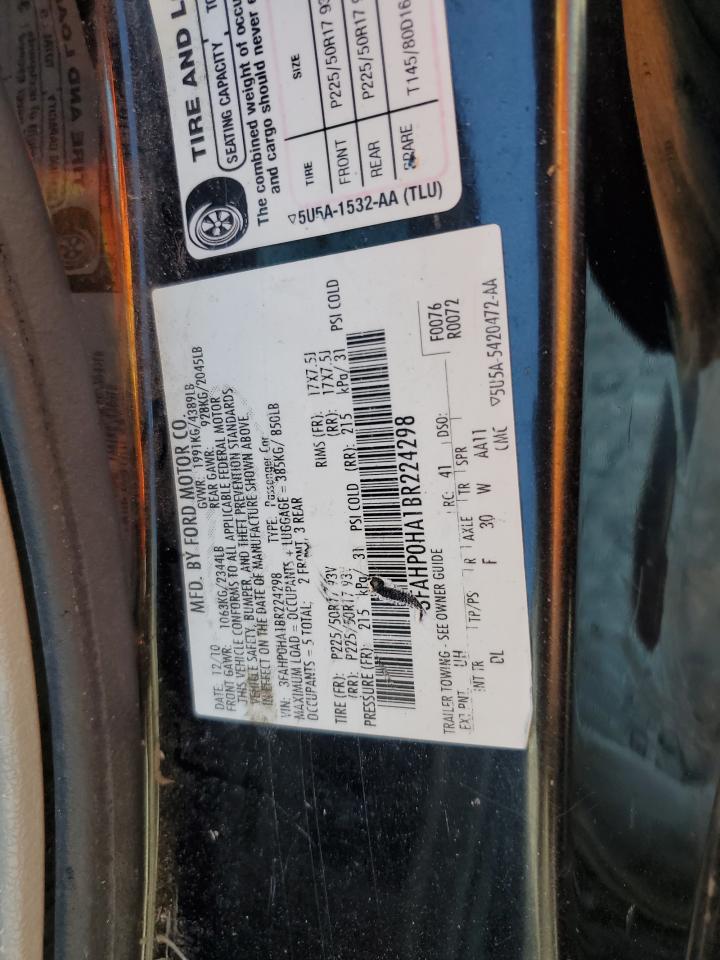 TIRE AND L
SEATING CAPACITY TO
The combined weight of occu
and cargo should never e
TIRE SIZE
FRONT P225/50R17 93
REAR P225/50R17 9
SPARE T145/80D16
▽5U5A-1532-AA (TLU)
MFD. BY FORD MOTOR CO.
DATE: 12/10 GVWR: 1991KG/4389LB
FRONT GAWR: 1063KG/2344LB REAR GAWR: 928KG/2045LB
THIS VEHICLE CONFORMS TO ALL APPLICABLE FEDERAL MOTOR
VEHICLE SAFETY, BUMPER, AND THEFT PREVENTION STANDARDS
IN EFFECT ON THE DATE OF MANUFACTURE SHOWN ABOVE.
VIN: 3FAHP0HA1BR224298 TYPE: Passenger Car
MAXIMUM LOAD = OCCUPANTS + LUGGAGE = 385KG/ 850LB
OCCUPANTS = 5 TOTAL: 2 FRONT, 3 REAR
TIRE (FR): P225/50R17 93V RIMS (FR): 17X7.5J
(RR): P225/50R17 93V (RR): 17X7.5J
PRESSURE (FR): 215 kPa/ 31 PSI COLD (RR): 215 kPa/ 31 PSI COLD
3FAHP0HA1BR224298
F0076
R0072
TRAILER TOWING - SEE OWNER GUIDE RC: 41 DSO:
EXT PNT UH
INT TR TP/PS R AXLE TR SPR
DL F 30 W AA11
CMC ▽5U5A-5420472-AA